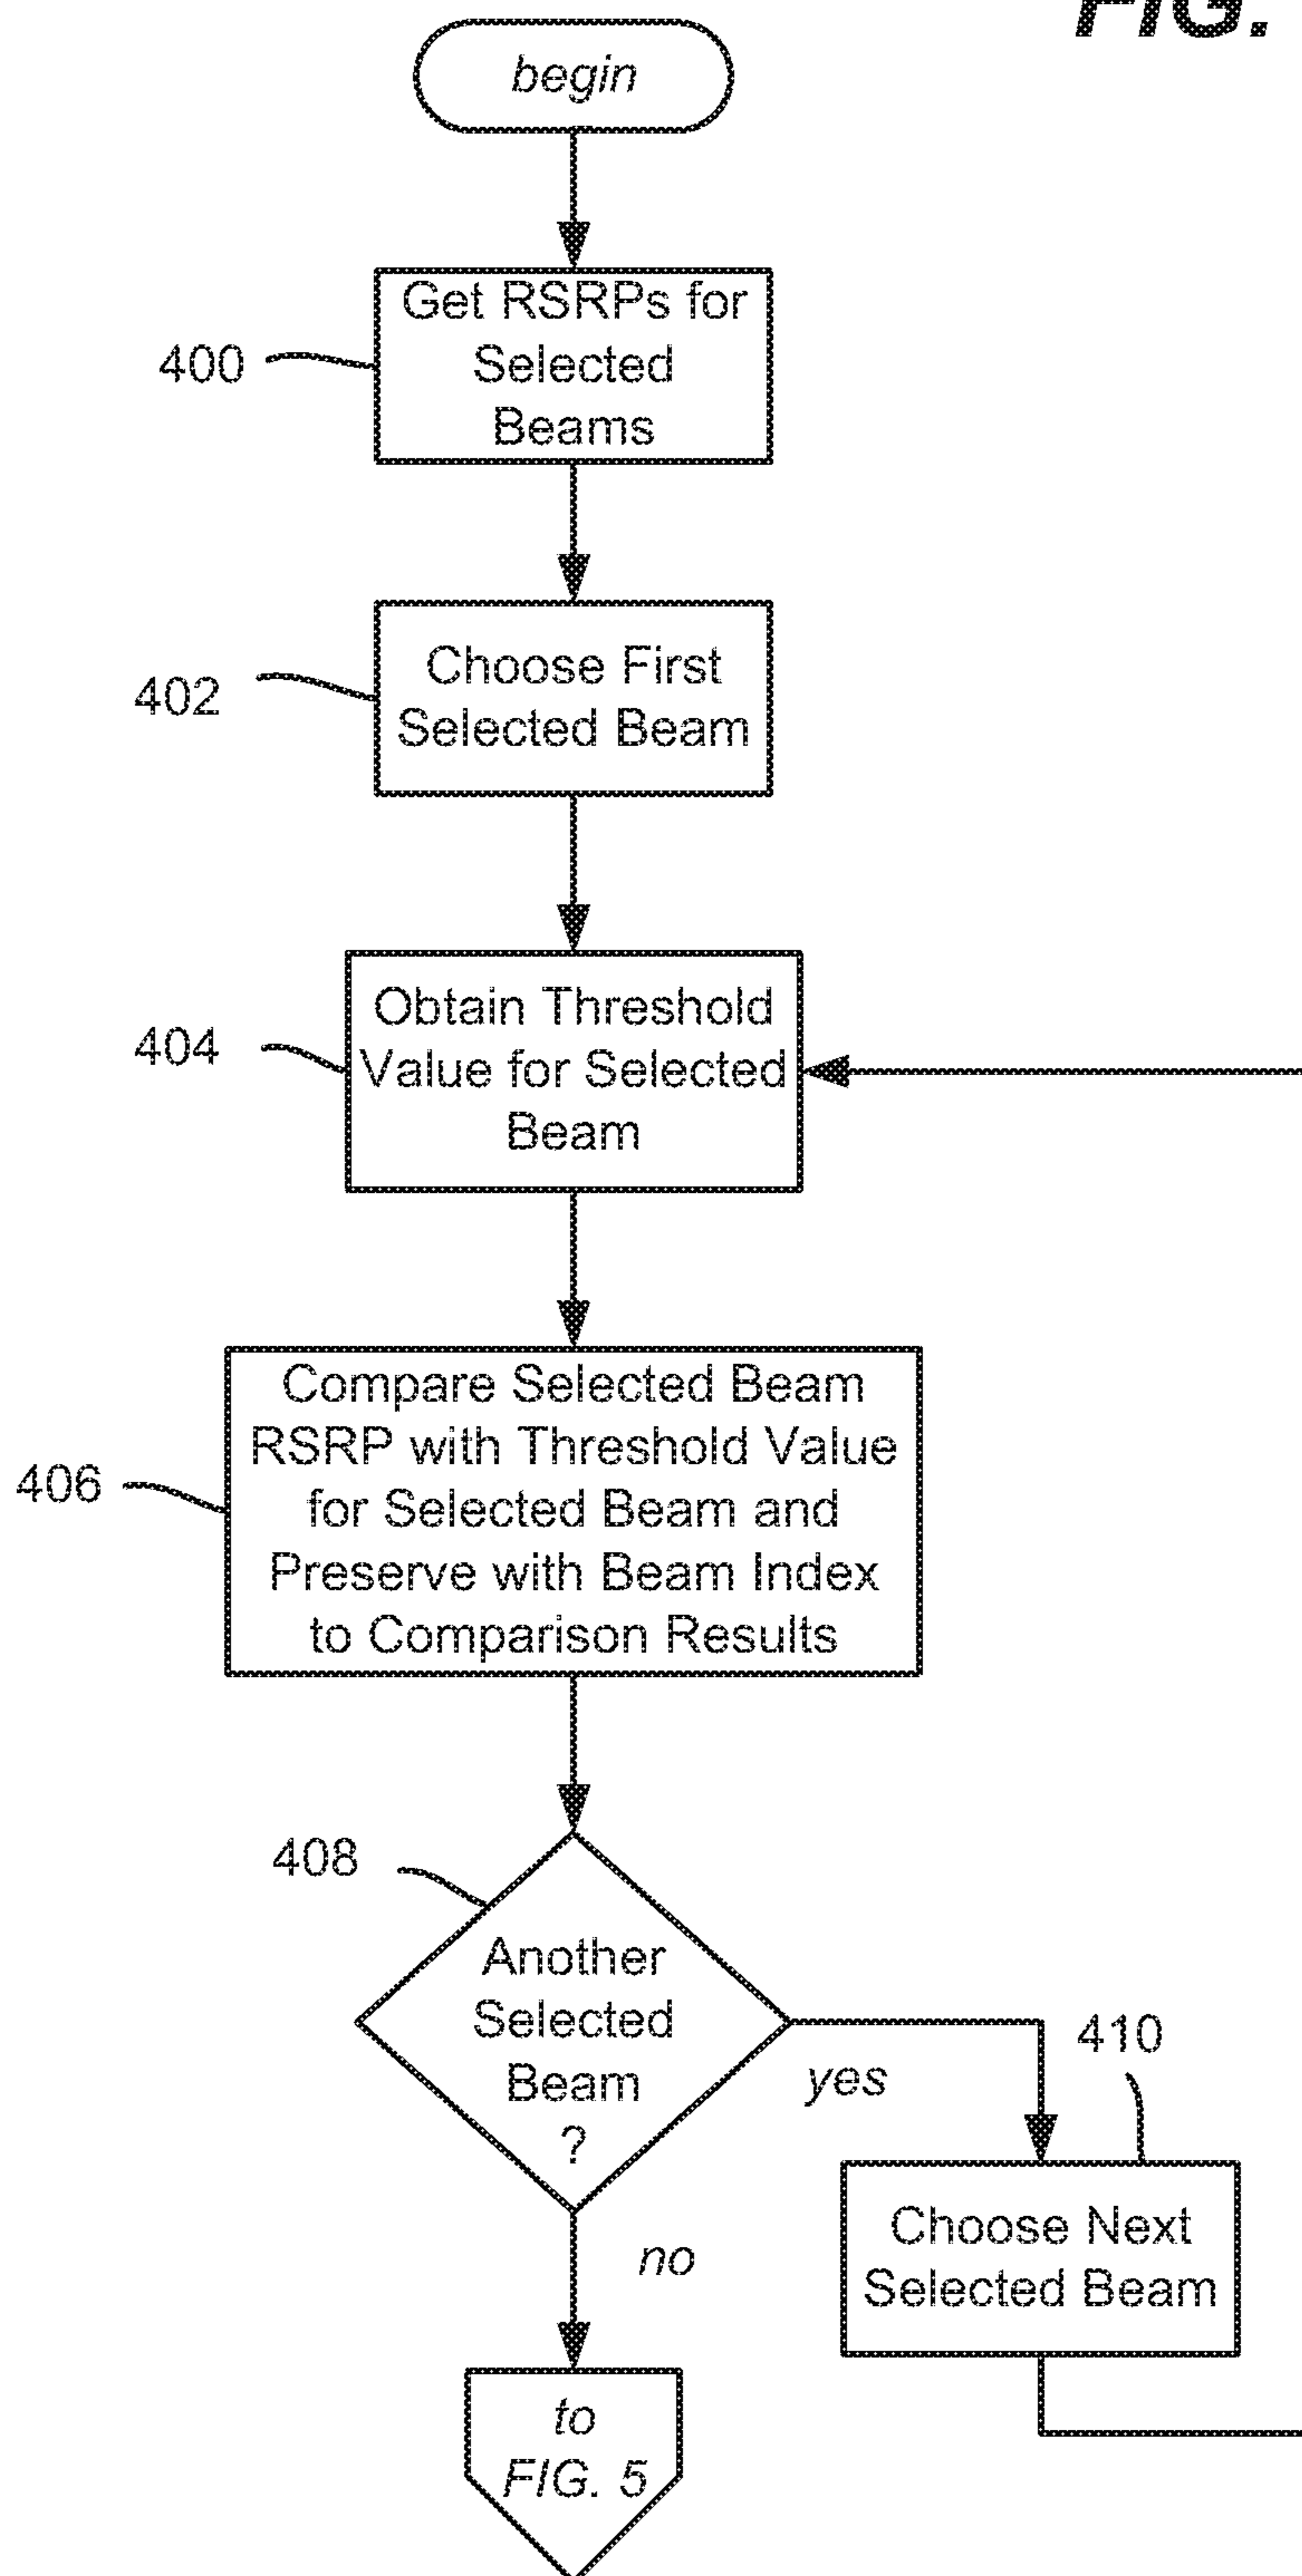 FIG.
begin
400
Get RSRPs for
Selected
Beams
402
Choose First
Selected Beam
404
Obtain Threshold
Value for Selected
Beam
406
Compare Selected Beam
RSRP with Threshold Value
for Selected Beam and
Preserve with Beam Index
to Comparison Results
408
Another
Selected
Beam
?
yes
410
Choose Next
Selected Beam
no
to
FIG. 5